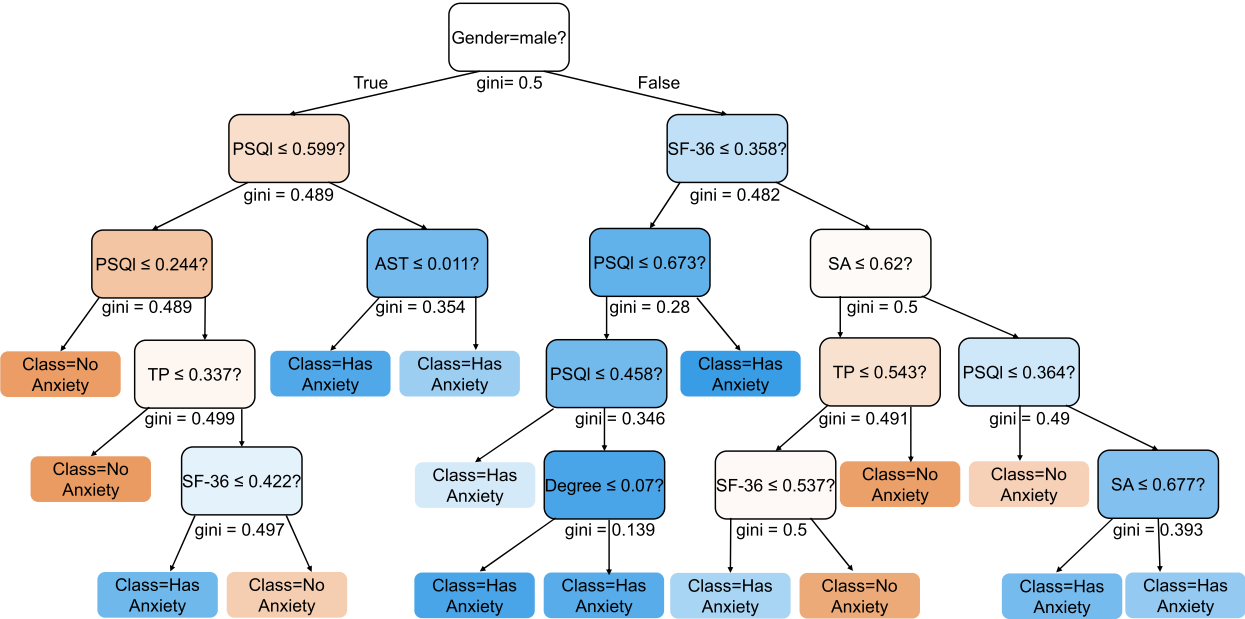 Gender=male?
True
gini= 0.5
False
PSQI ≤ 0.599?
SF-36 ≤ 0.358?
gini = 0.489
gini = 0.482
PSQI ≤ 0.244?
AST ≤ 0.011?
PSQI ≤ 0.673?
SA ≤ 0.62?
gini = 0.489
gini = 0.354
gini = 0.28
gini = 0.5
Class=No
Anxiety
TP ≤ 0.337?
Class=Has
Anxiety
Class=Has
Anxiety
PSQI ≤ 0.458?
Class=Has
Anxiety
TP ≤ 0.543?
PSQI ≤ 0.364?
gini = 0.499
gini = 0.346
gini = 0.491
gini = 0.49
Class=No
Anxiety
SF-36 ≤ 0.422?
Class=Has
Anxiety
Degree ≤ 0.07?
SF-36 ≤ 0.537?
Class=No
Anxiety
Class=No
Anxiety
SA ≤ 0.677?
gini = 0.497
gini = 0.139
gini = 0.5
gini = 0.393
Class=Has
Anxiety
Class=No
Anxiety
Class=Has
Anxiety
Class=Has
Anxiety
Class=Has
Anxiety
Class=No
Anxiety
Class=Has
Anxiety
Class=Has
Anxiety